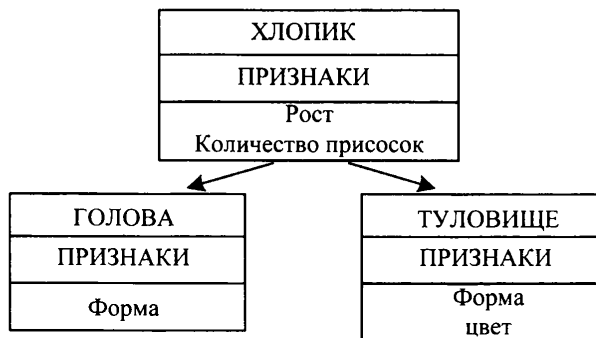 ХЛОПИК
ПРИЗНАКИ
Рост
Количество присосок
ГОЛОВА
ПРИЗНАКИ
Форма
ТУЛОВИЩЕ
ПРИЗНАКИ
Форма
цвет